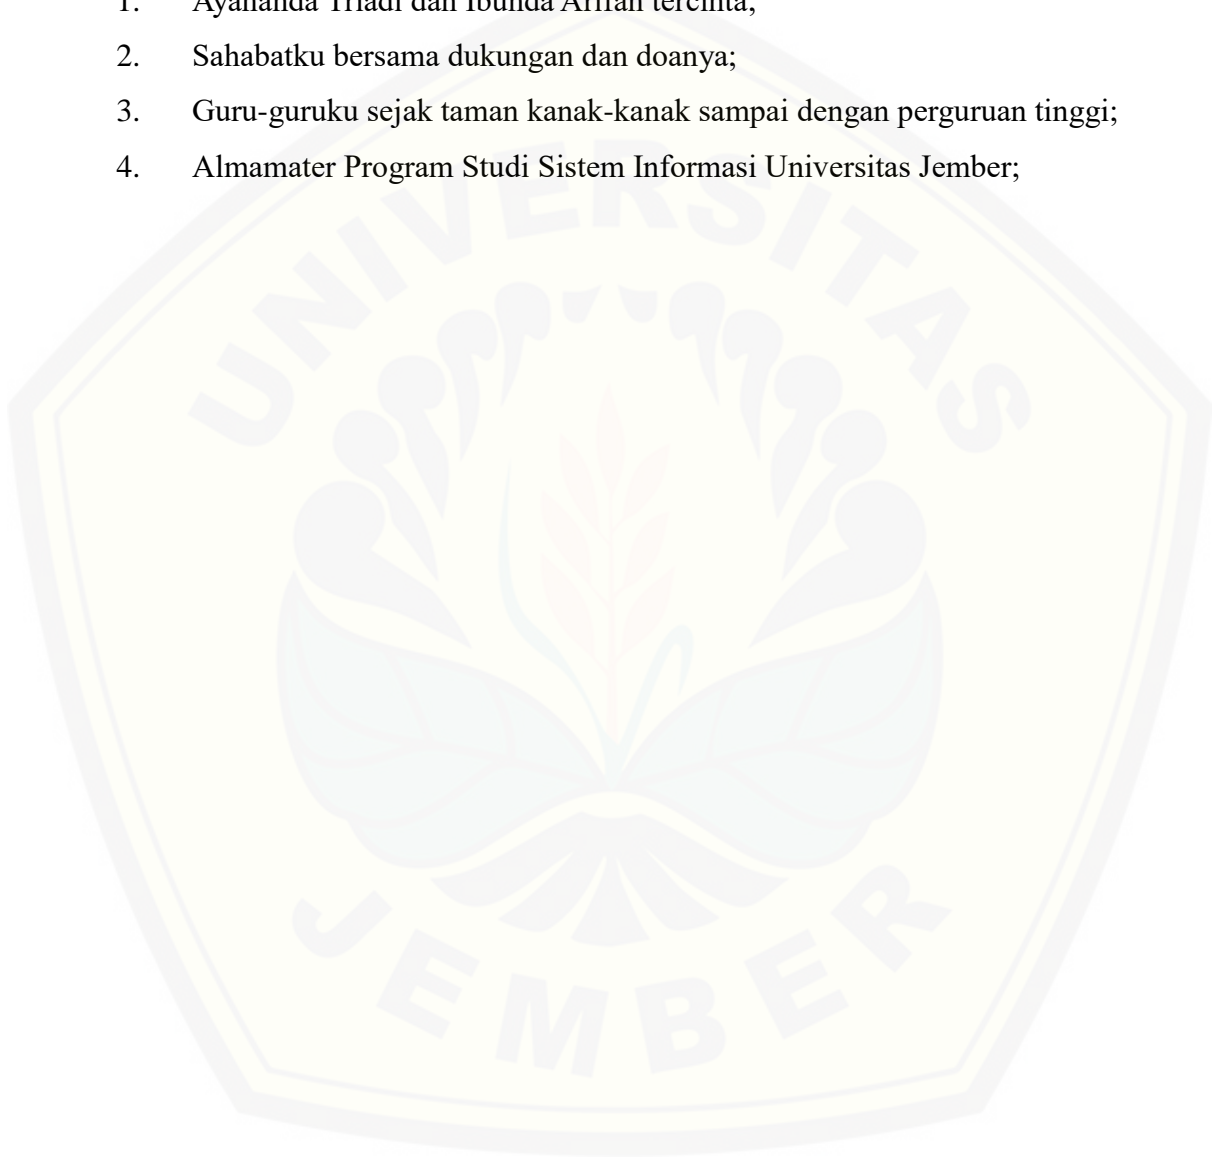 1. Ayahanda Triadi dan Ibunda tercinta;
2. Sahabatku bersama dukungan dan doanya;
3. Guru-guruku sejak taman kanak-kanak sampai dengan perguruan tinggi;
4. Almamater Program Studi Sistem Informasi Universitas Jember;
UNIVERSITAS
JEMBER